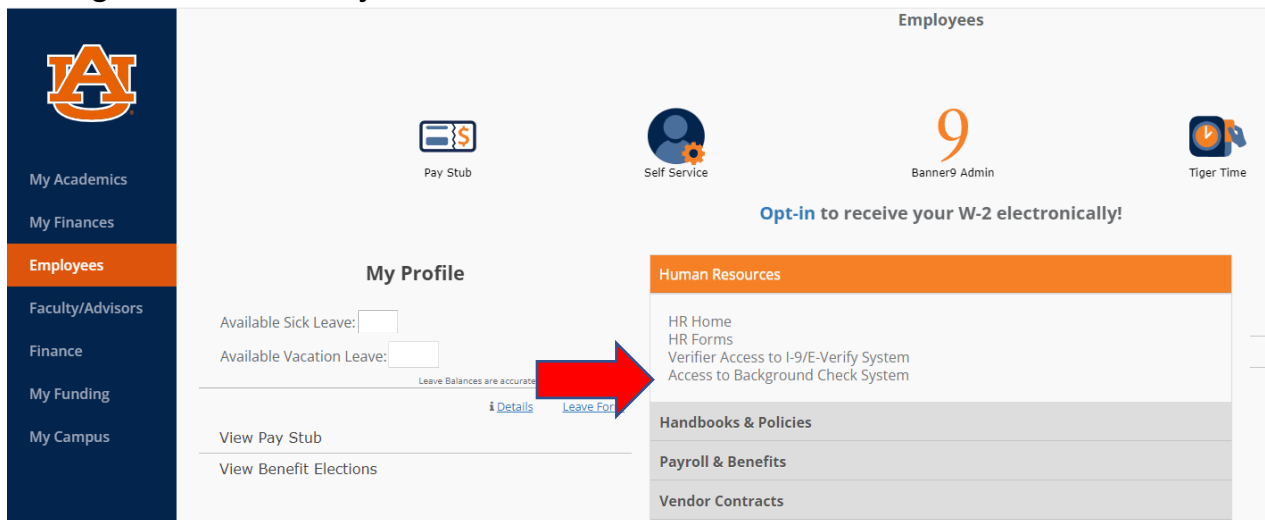 Employees
AU
My Academics
My Finances
Employees
Faculty/Advisors
Finance
My Funding
My Campus
Pay Stub
Self Service
9
Banner9 Admin
Tiger Time
Opt-in to receive your W-2 electronically!
My Profile
Available Sick Leave:
Available Vacation Leave:
Leave Balances are accurate
i Details Leave For
View Pay Stub
View Benefit Elections
Human Resources
HR Home
HR Forms
Verifier Access to I-9/E-Verify System
Access to Background Check System
Handbooks & Policies
Payroll & Benefits
Vendor Contracts